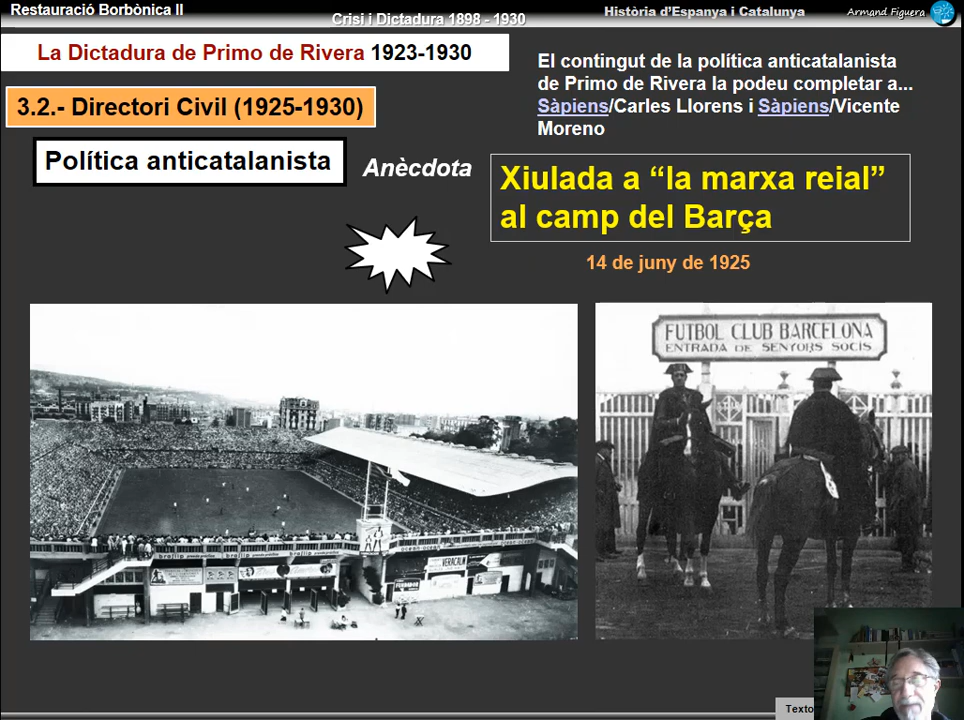 Restauració Borbònica II
Crisi i Dictadura 1898 - 1930
Història d'Espanya i Catalunya
Armand Figuera
La Dictadura de Primo de Rivera 1923-1930
El contingut de la política anticatalanista
de Primo de Rivera la podeu completar a...
Sàpiens/Carles Llorens i Sàpiens/Vicente
Moreno
3.2.- Directori Civil (1925-1930)
Política anticatalanista
Anècdota
Xiulada a “la marxa reial”
al camp del Barça
14 de juny de 1925
FUTBOL CLUB BARCELONA
ENTRADA DE SENYORS SOCIS
VERACALM
FUNDADOR
Texto